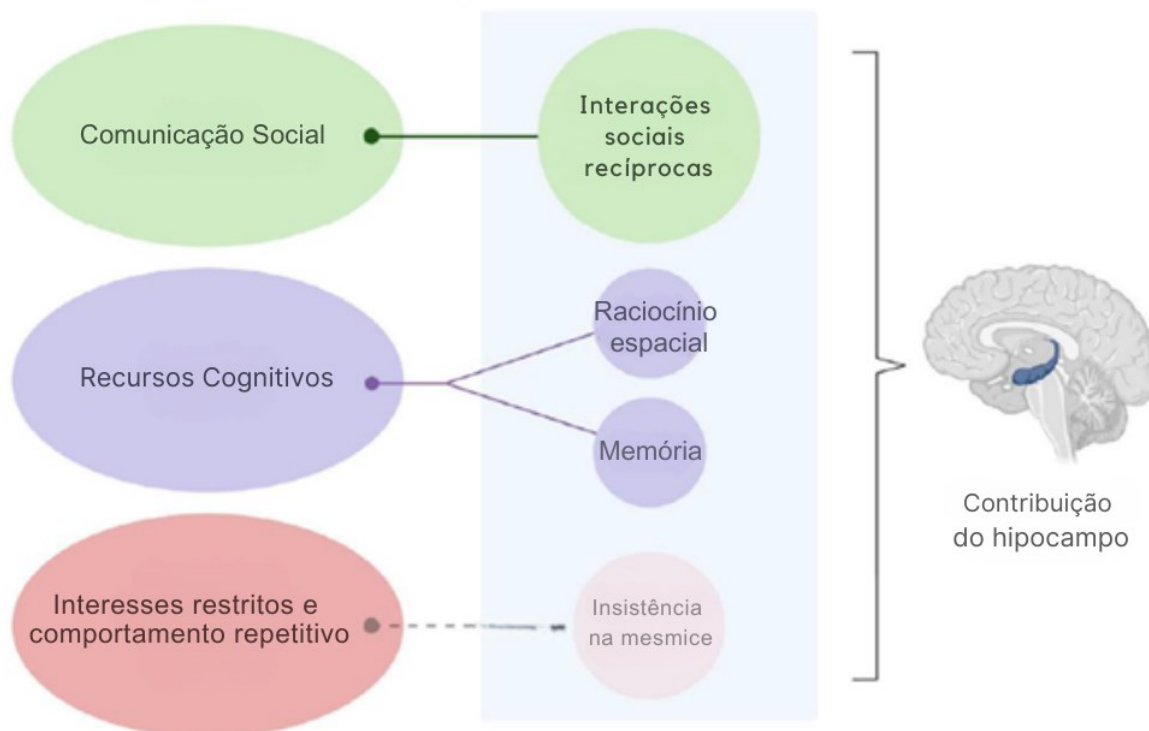 Comunicação Social
Interações
sociais
recíprocas
Recursos Cognitivos
Raciocínio
espacial
Memória
Interesses restritos e
comportamento repetitivo
Insistência
na mesmice
Contribuição
do hipocampo